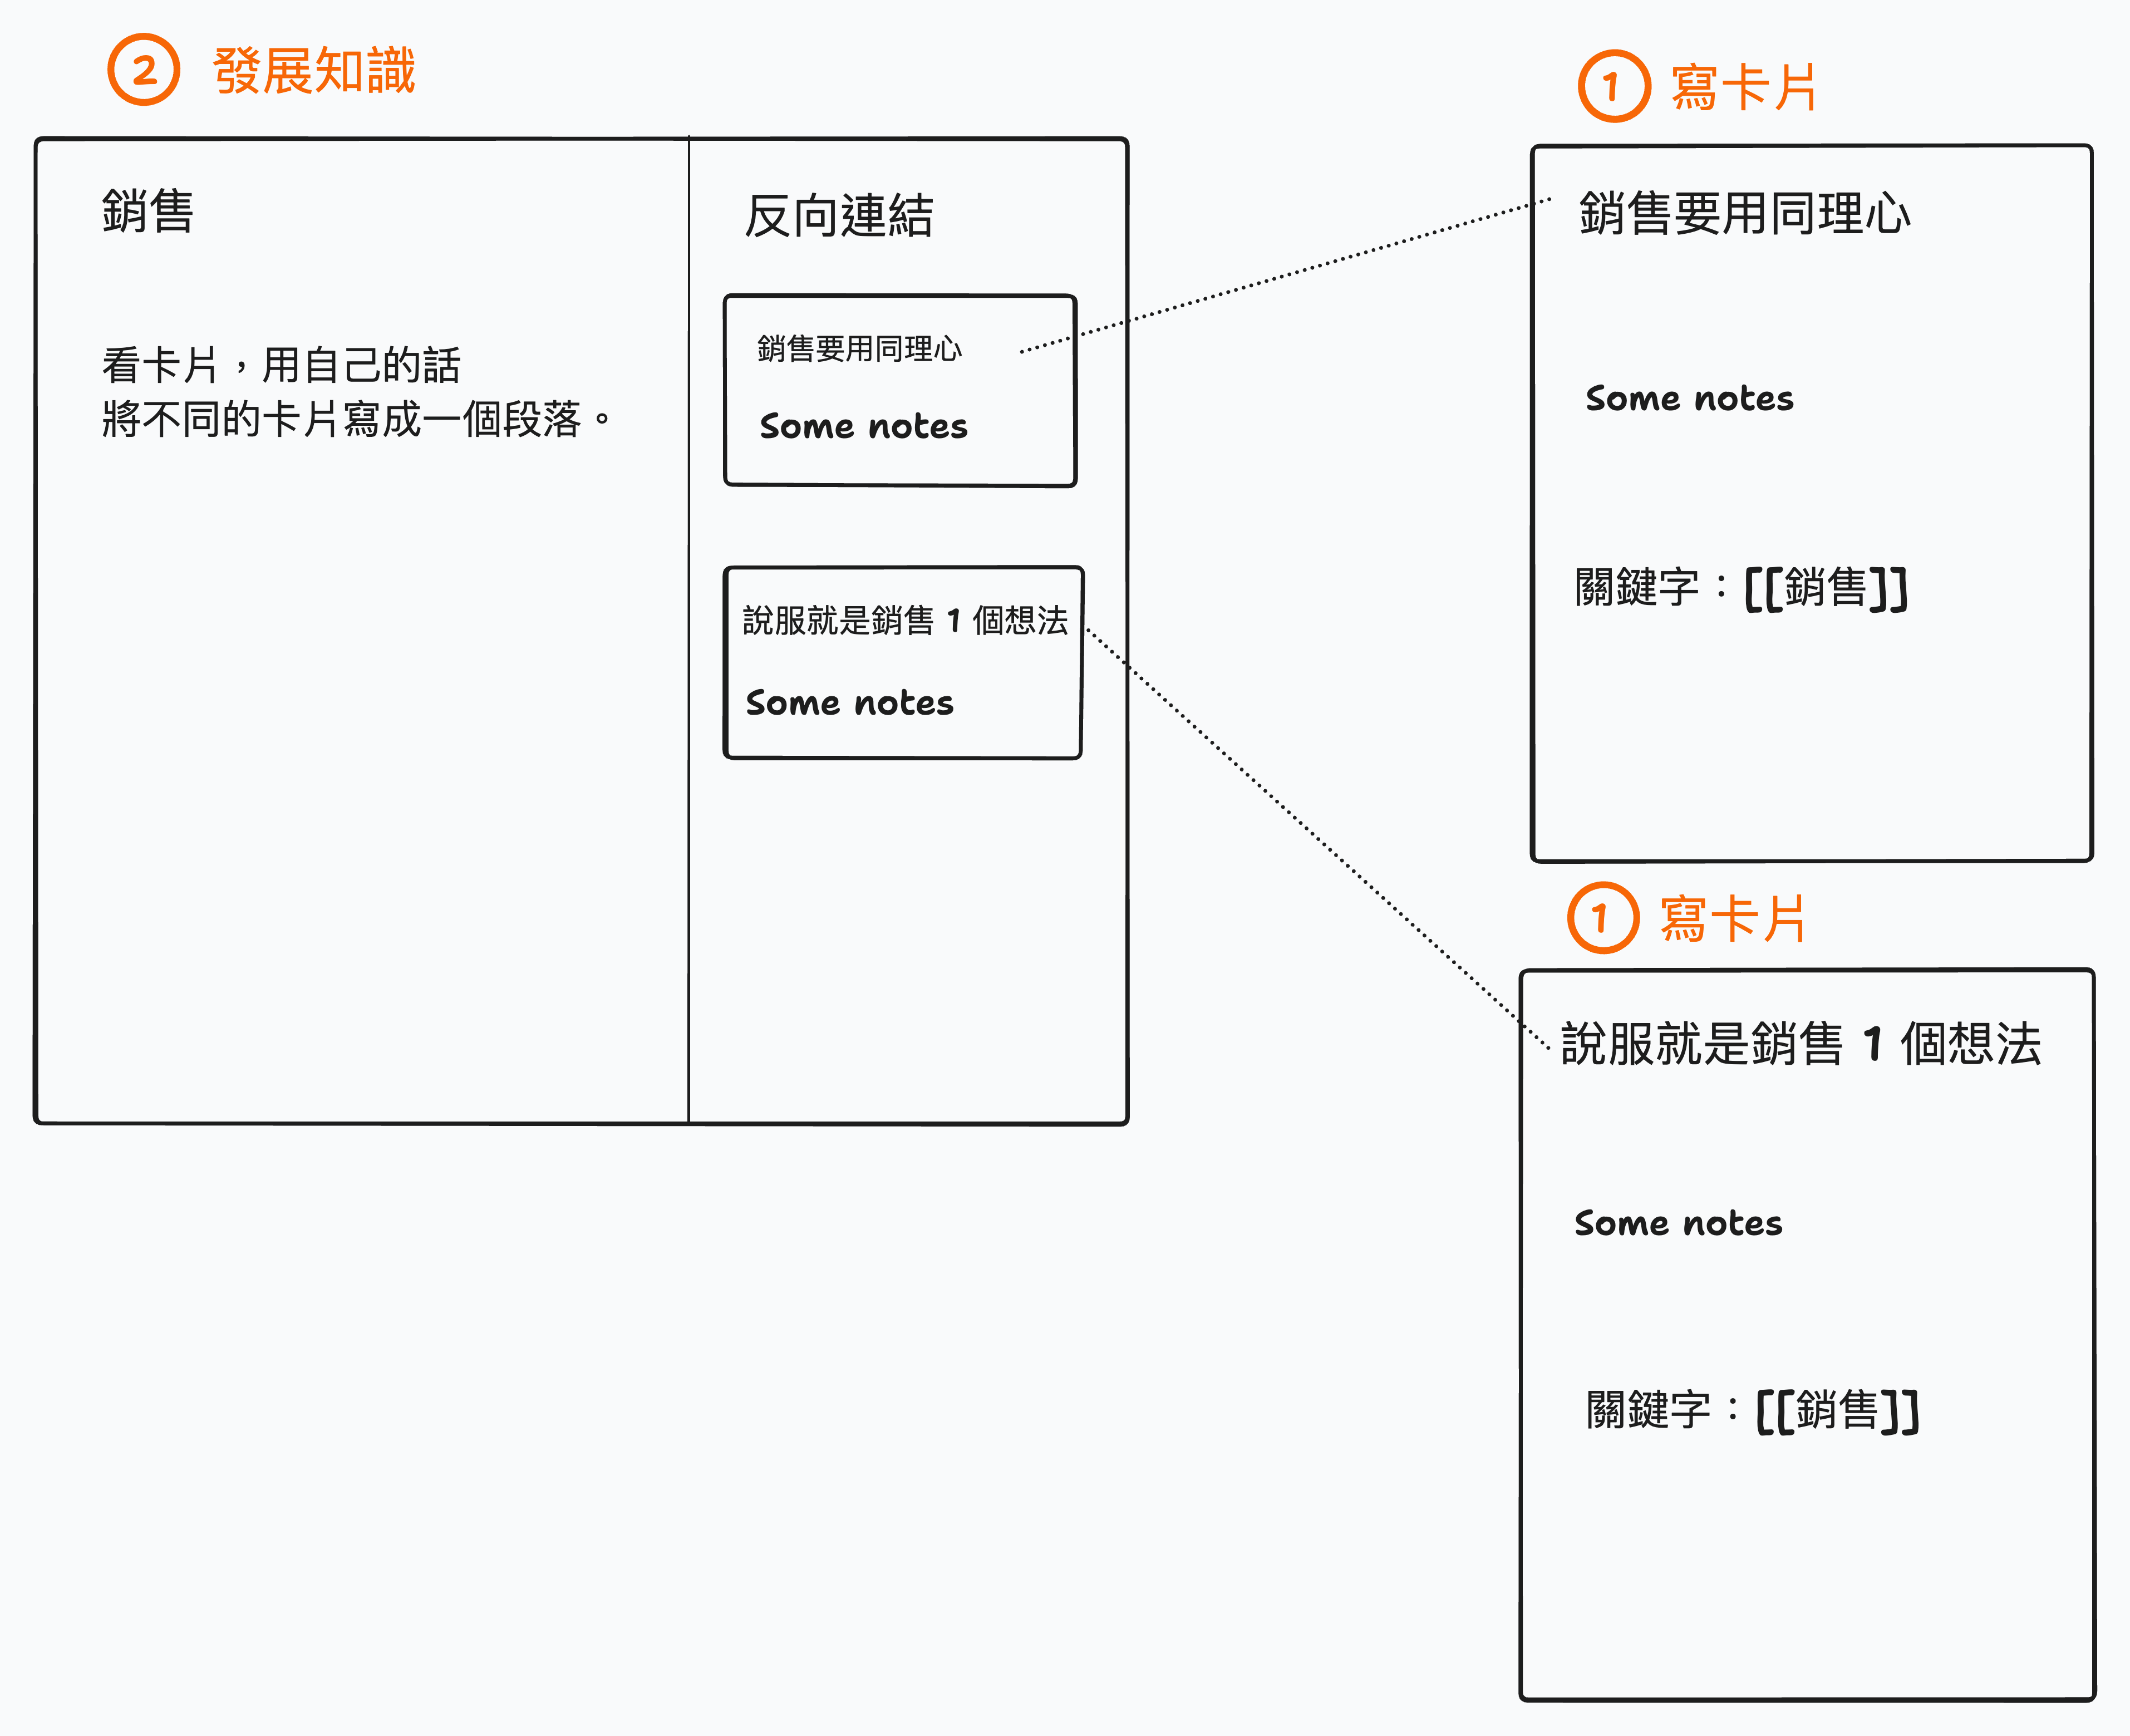 ② 發展知識
銷售
看卡片，用自己的話
將不同的卡片寫成一個段落。
反向連結
銷售要用同理心
Some notes
說服就是銷售 1 個想法
Some notes
① 寫卡片
銷售要用同理心
Some notes
關鍵字：[[銷售]]
① 寫卡片
說服就是銷售 1 個想法
Some notes
關鍵字：[[銷售]]